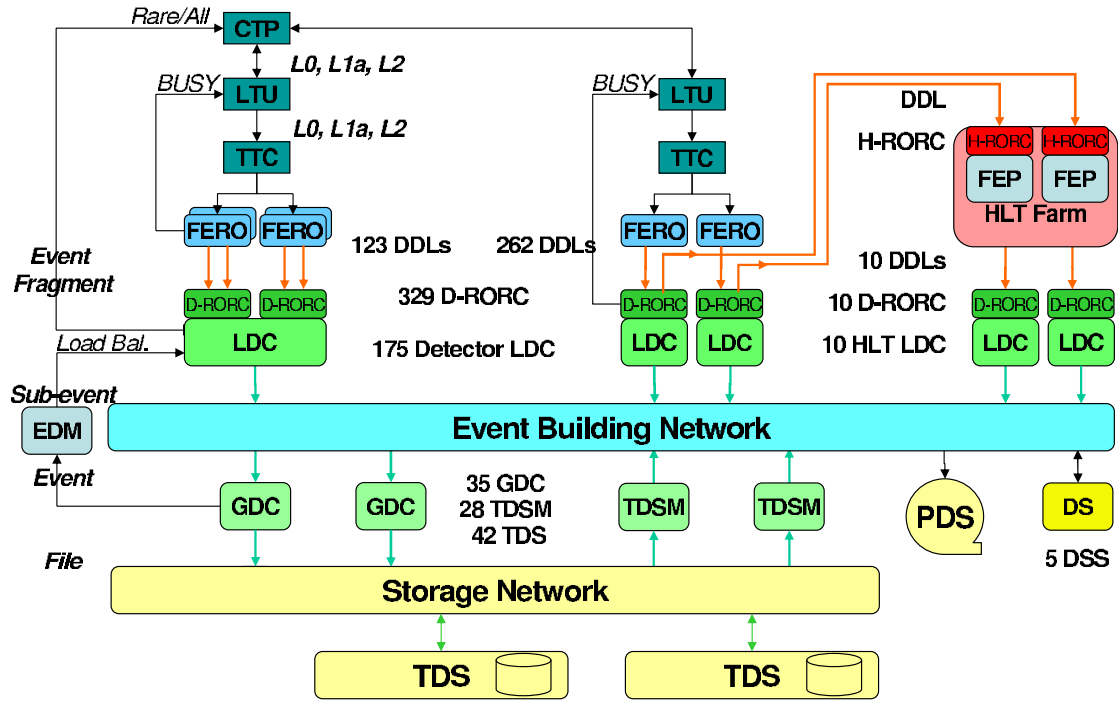 Rare/All
CTP
L0, L1a, L2
BUSY
LTU
BUSY
LTU
DDL
L0, L1a, L2
H-RORC
H-RORC
H-RORC
TTC
TTC
FEP
FEP
HLT Farm
FERO
FERO
123 DDLs
262 DDLs
FERO
FERO
Event
Fragment
10 DDLs
D-RORC
D-RORC
329 D-RORC
D-RORC
D-RORC
10 D-RORC
D-RORC
D-RORC
Load Bal.
LDC
175 Detector LDC
LDC
LDC
10 HLT LDC
LDC
LDC
Sub-event
EDM
Event Building Network
Event
GDC
GDC
35 GDC
28 TDSM
42 TDS
TDSM
TDSM
PDS
DS
File
5 DSS
Storage Network
TDS
TDS